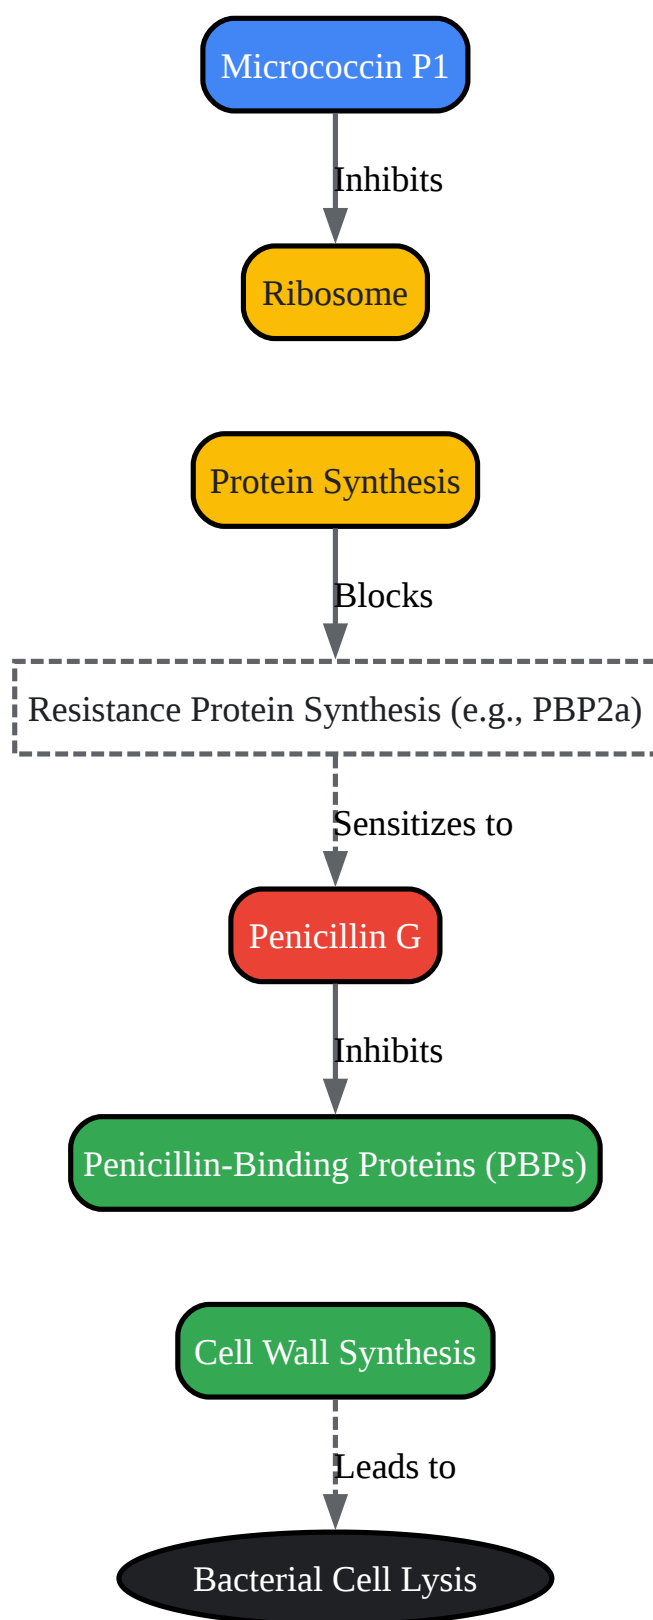 Micrococcin P1
Inhibits
Ribosome
Protein Synthesis
Blocks
Resistance Protein Synthesis (e.g., PBP2a)
Sensitizes to
Penicillin G
Inhibits
Penicillin-Binding Proteins (PBPs)
Cell Wall Synthesis
Leads to
Bacterial Cell Lysis